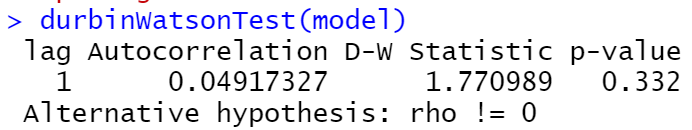 > durbinWatsonTest(model)
lag Autocorrelation D-W Statistic p-value
1 0.04917327 1.770989 0.332
Alternative hypothesis: rho != 0